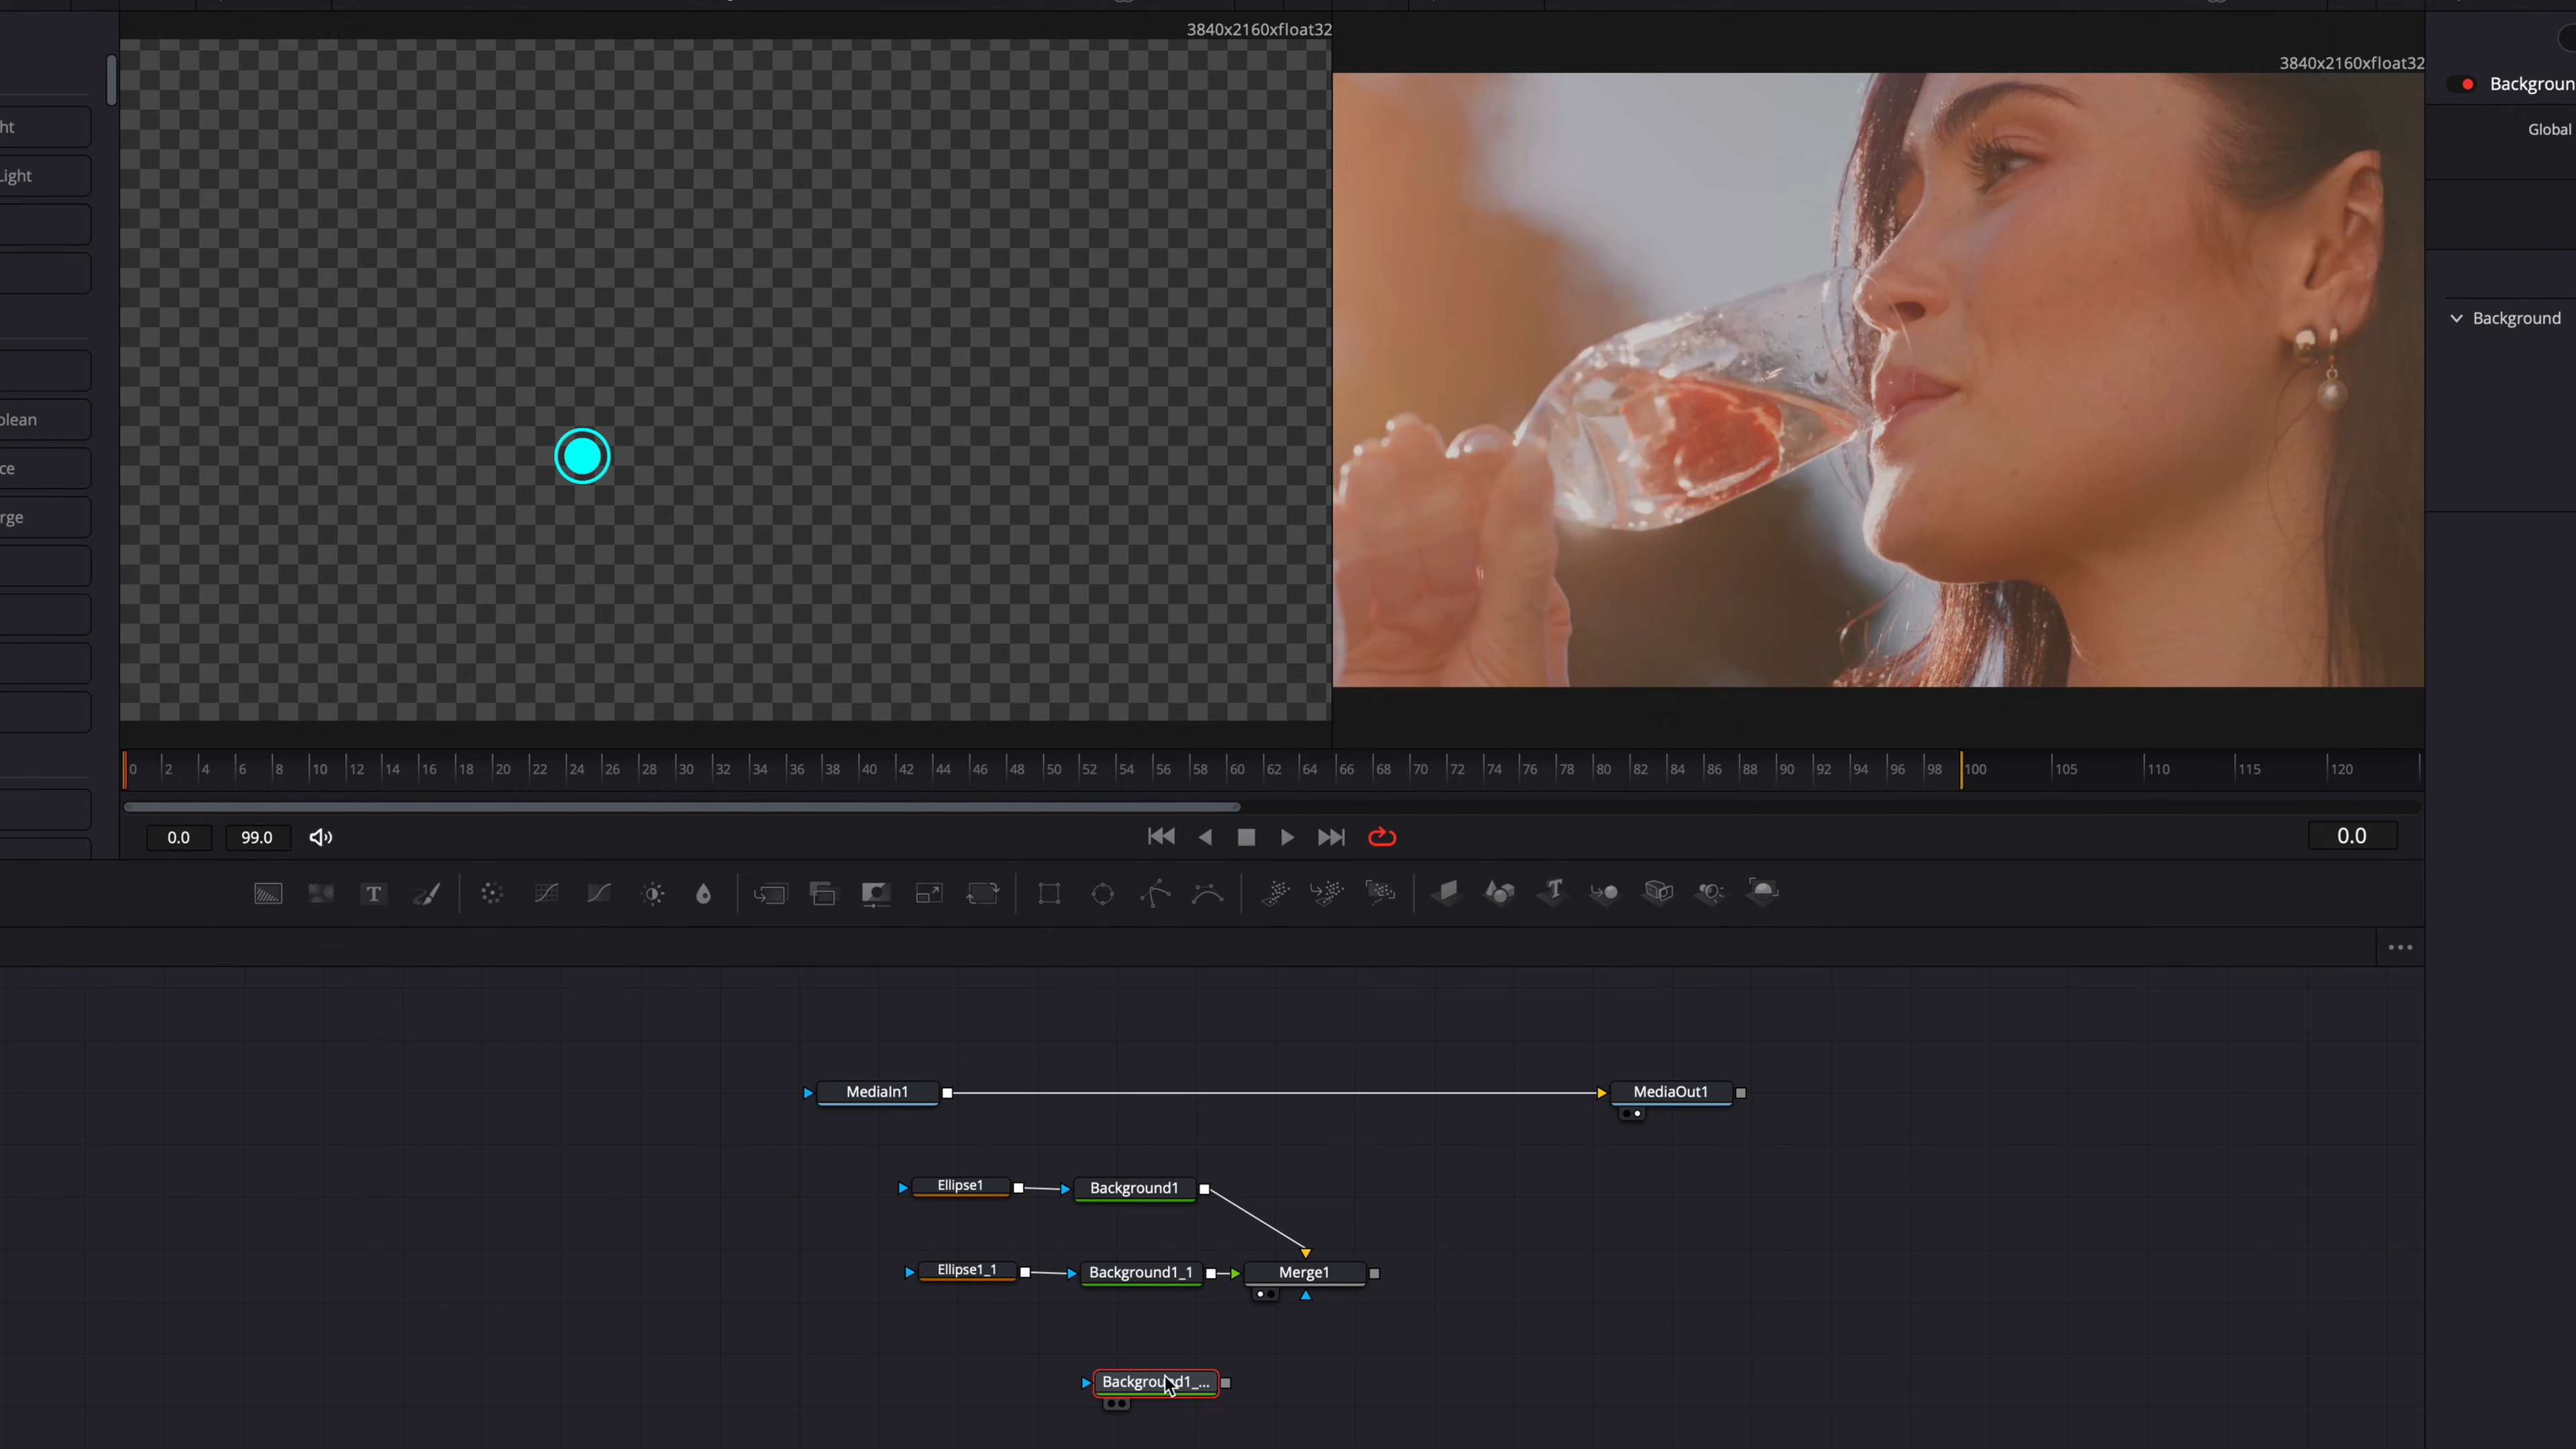 3840x2160xfloat32
3840x2160xfloat32
Backgroun
Global
Background
ht
Light
olean
ce
rge
0 2 4 6 8 10 12 14 16 18 20 22 24 26 28 30 32 34 36 38 40 42 44 46 48 50 52 54 56 58 60 62 64 66 68 70 72 74 76 78 80 82 84 86 88 90 92 94 96 98 100 105 110 115 120
0.0 99.0 0.0
T
MediaIn1 MediaOut1
Ellipse1 Background1
Ellipse1_1 Background1_1 Merge1
Background1_...